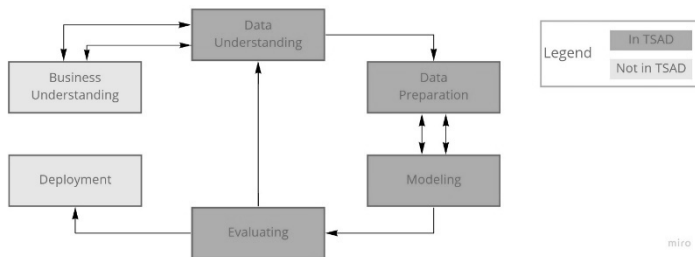 Data
Understanding
Business
Understanding
Data
Preparation
Legend
In TSAD
Not in TSAD
Deployment
Modeling
Evaluating
miro